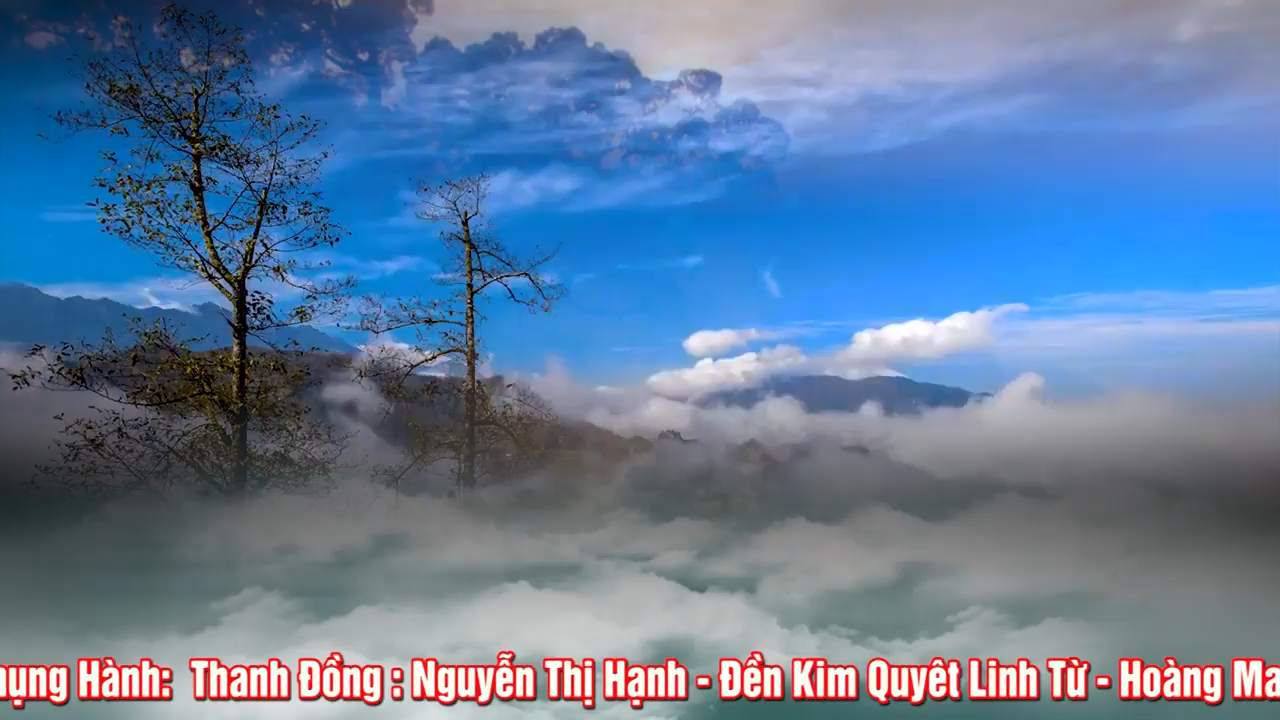 Hành:  Thanh Đồng : Nguyễn Thị Hạnh - Đền Kim Quyêt Linh Từ - Hoàng